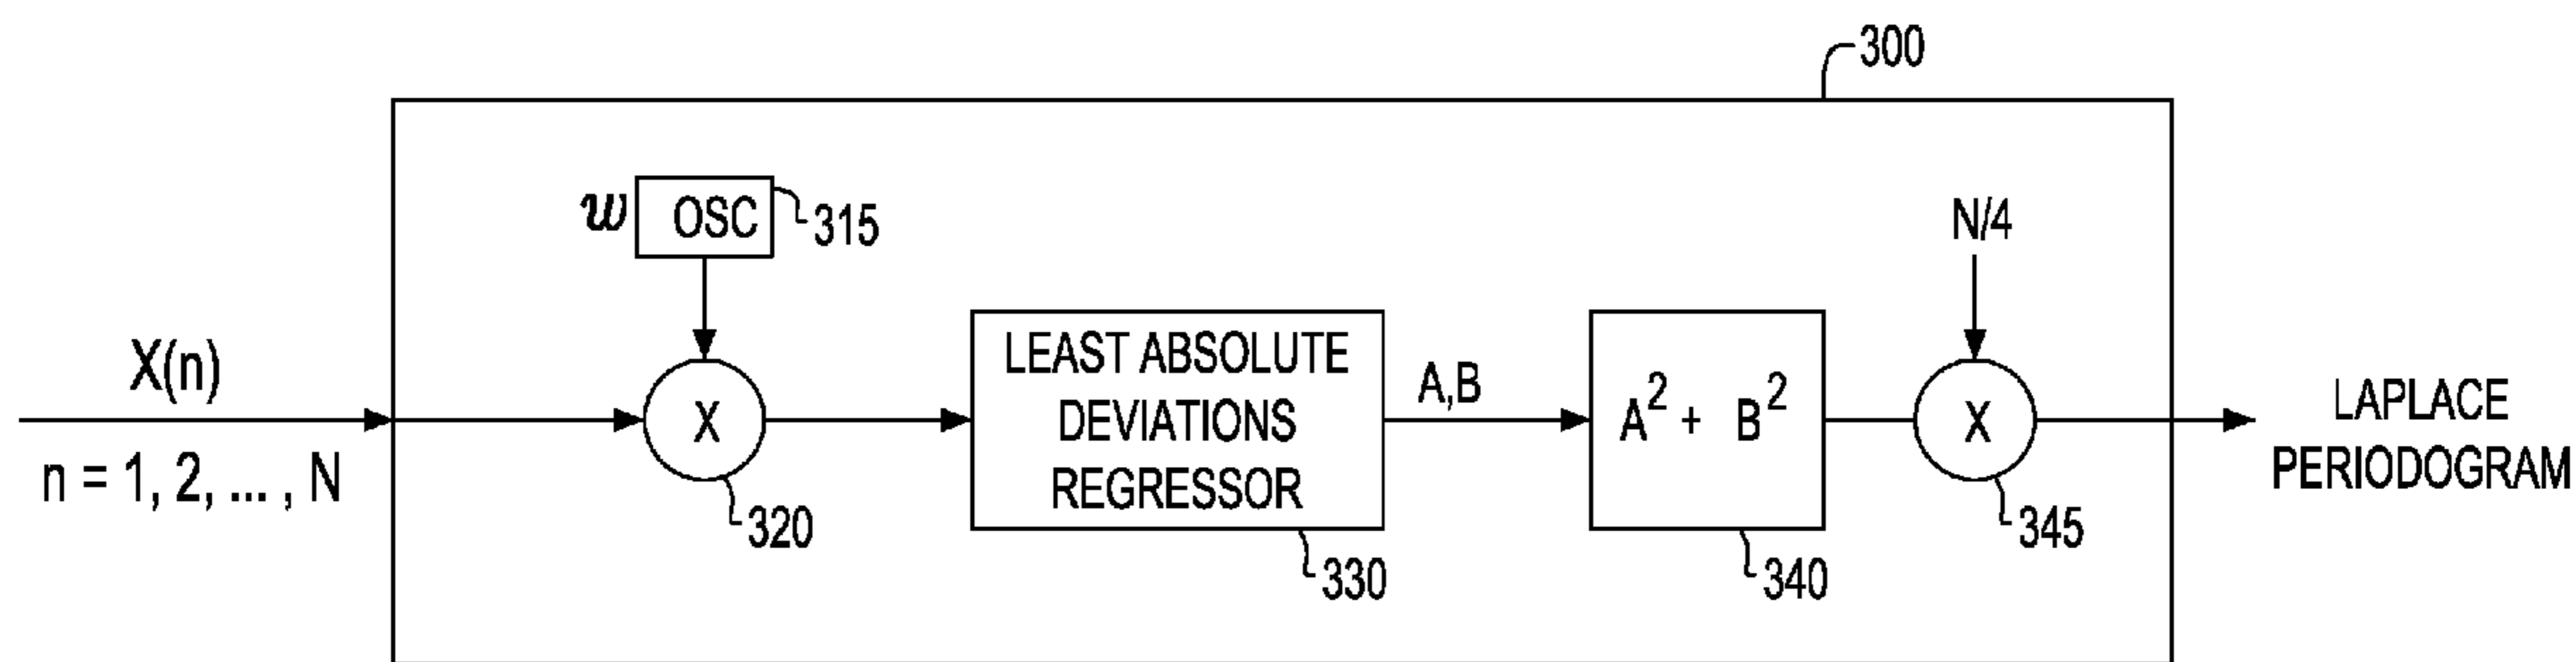 300
w OSC 315
N/4
X(n)
n = 1, 2, ... , N
X
320
LEAST ABSOLUTE
DEVIATIONS
REGRESSOR
330
A,B
A² + B²
340
X
345
LAPLACE
PERIODOGRAM